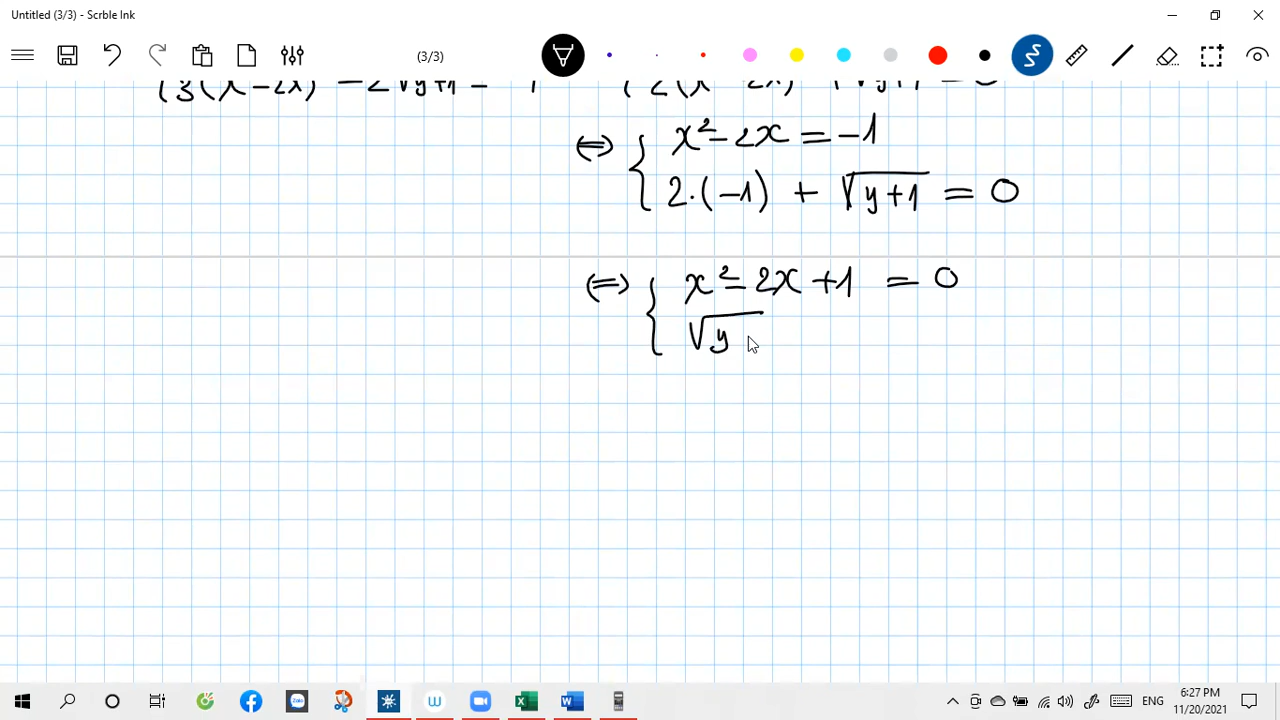 Untitled (3/3) - Scrble Ink
(3/3)
⇔ { x² - 2x = -1
2·(-1) + √(y+1) = 0
⇔ { x² - 2x + 1 = 0
√y
ENG
6:27 PM
11/20/2021